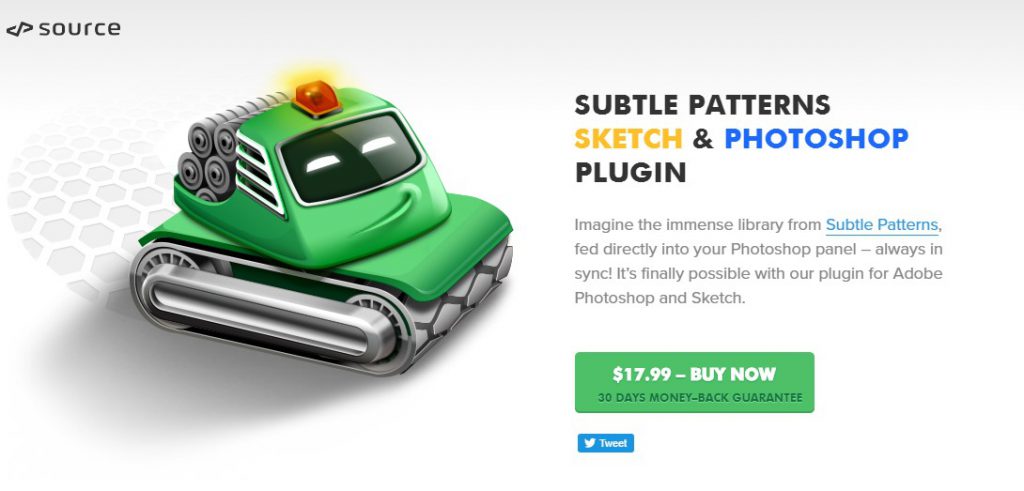 </> source
SUBTLE PATTERNS
SKETCH & PHOTOSHOP
PLUGIN
Imagine the immense library from Subtle Patterns,
fed directly into your Photoshop panel – always in
sync! It's finally possible with our plugin for Adobe
Photoshop and Sketch.
$17.99 – BUY NOW
30 DAYS MONEY–BACK GUARANTEE
Tweet